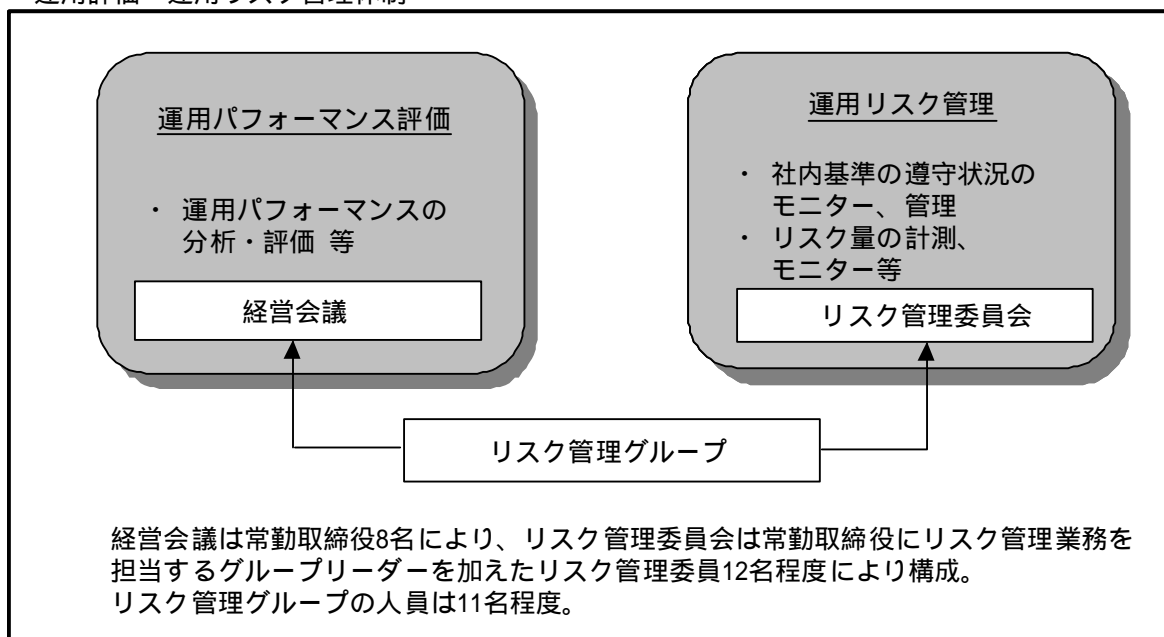 運用パフォーマンス評価
・ 運用パフォーマンスの
分析・評価 等
経営会議
運用リスク管理
・ 社内基準の遵守状況の
モニター、管理
・ リスク量の計測、
モニター等
リスク管理委員会
リスク管理グループ
経営会議は常勤取締役8名により、リスク管理委員会は常勤取締役にリスク管理業務を
担当するグループリーダーを加えたリスク管理委員12名程度により構成。
リスク管理グループの人員は11名程度。